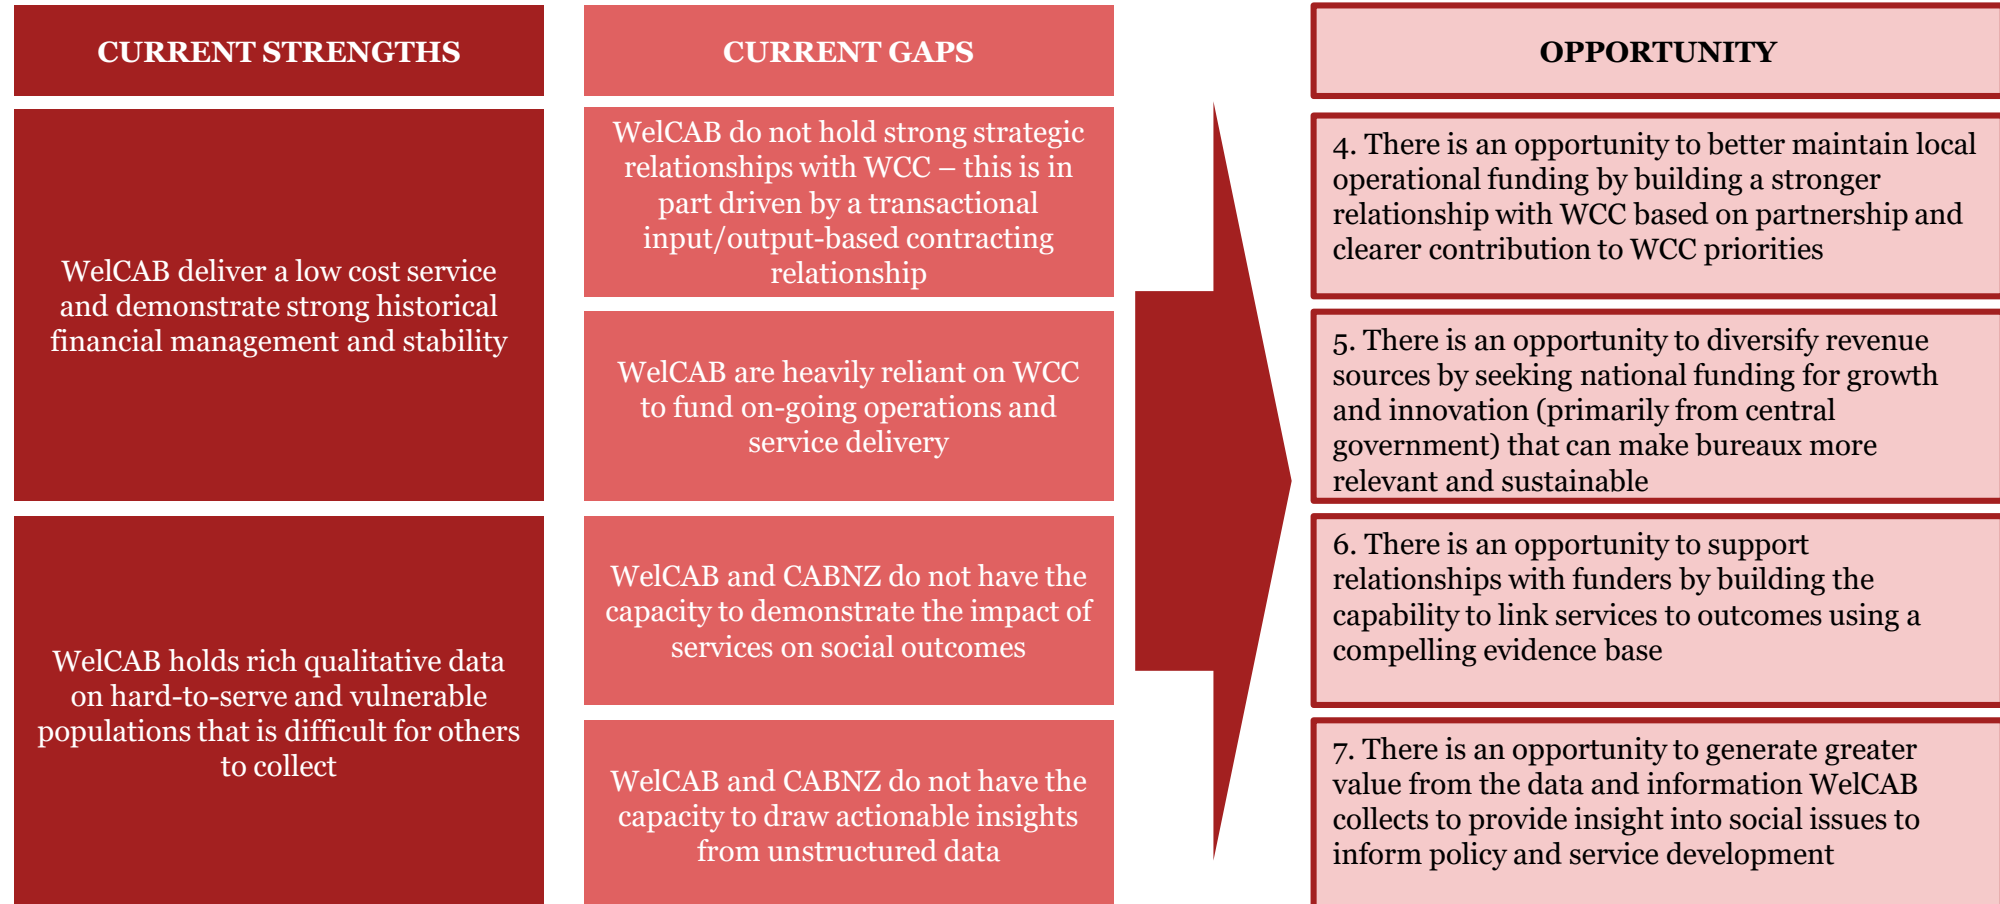 CURRENT STRENGTHS
WelCAB deliver a low cost service
and demonstrate strong historical
financial management and stability
WelCAB holds rich qualitative data
on hard-to-serve and vulnerable
populations that is difficult for others
to collect
CURRENT GAPS
WelCAB do not hold strong strategic
relationships with WCC – this is in
part driven by a transactional
input/output-based contracting
relationship
WelCAB are heavily reliant on WCC
to fund on-going operations and
service delivery
WelCAB and CABNZ do not have the
capacity to demonstrate the impact of
services on social outcomes
WelCAB and CABNZ do not have the
capacity to draw actionable insights
from unstructured data
OPPORTUNITY
4. There is an opportunity to better maintain local
operational funding by building a stronger
relationship with WCC based on partnership and
clearer contribution to WCC priorities
5. There is an opportunity to diversify revenue
sources by seeking national funding for growth
and innovation (primarily from central
government) that can make bureaux more
relevant and sustainable
6. There is an opportunity to support
relationships with funders by building the
capability to link services to outcomes using a
compelling evidence base
7. There is an opportunity to generate greater
value from the data and information WelCAB
collects to provide insight into social issues to
inform policy and service development